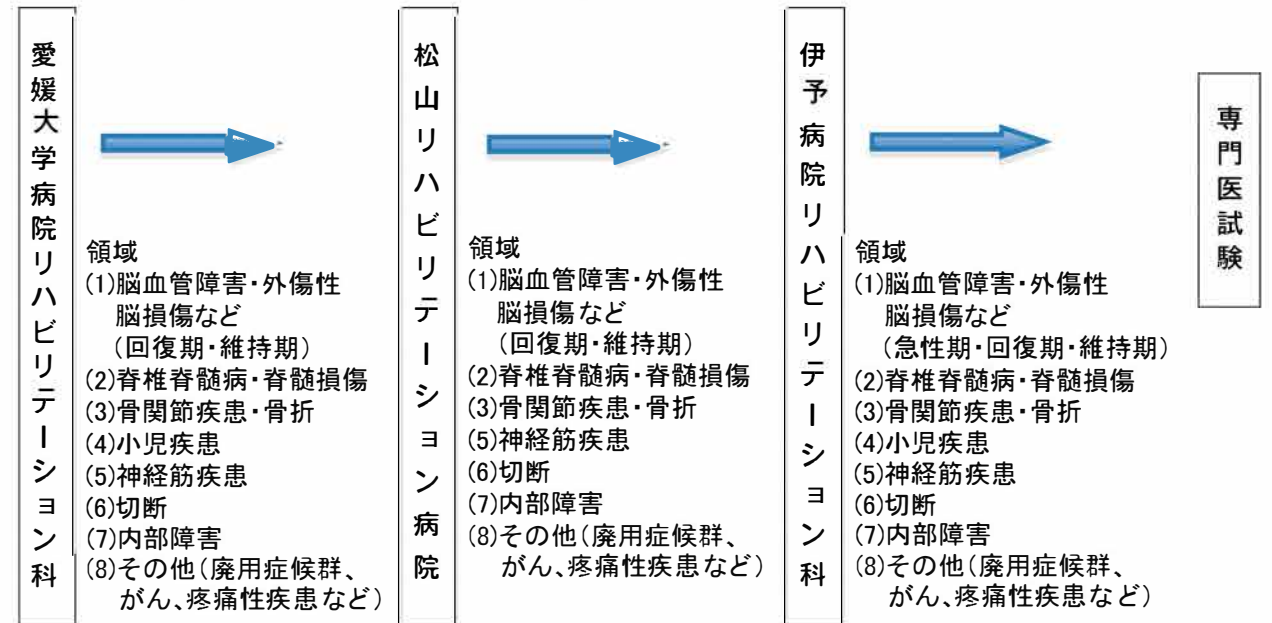 愛媛大学病院リハビリテーション科
領域
(1)脳血管障害・外傷性
脳損傷など
(回復期・維持期)
(2)脊椎脊髄病・脊髄損傷
(3)骨関節疾患・骨折
(4)小児疾患
(5)神経筋疾患
(6)切断
(7)内部障害
(8)その他(廃用症候群、
がん、疼痛性疾患など)
松山リハビリテーション病院
領域
(1)脳血管障害・外傷性
脳損傷など
(回復期・維持期)
(2)脊椎脊髄病・脊髄損傷
(3)骨関節疾患・骨折
(5)神経筋疾患
(6)切断
(7)内部障害
(8)その他(廃用症候群、
がん、疼痛性疾患など)
伊予病院リハビリテーション科
領域
(1)脳血管障害・外傷性
脳損傷など
(急性期・回復期・維持期)
(2)脊椎脊髄病・脊髄損傷
(3)骨関節疾患・骨折
(4)小児疾患
(5)神経筋疾患
(6)切断
(7)内部障害
(8)その他(廃用症候群、
がん、疼痛性疾患など)
専門医試験